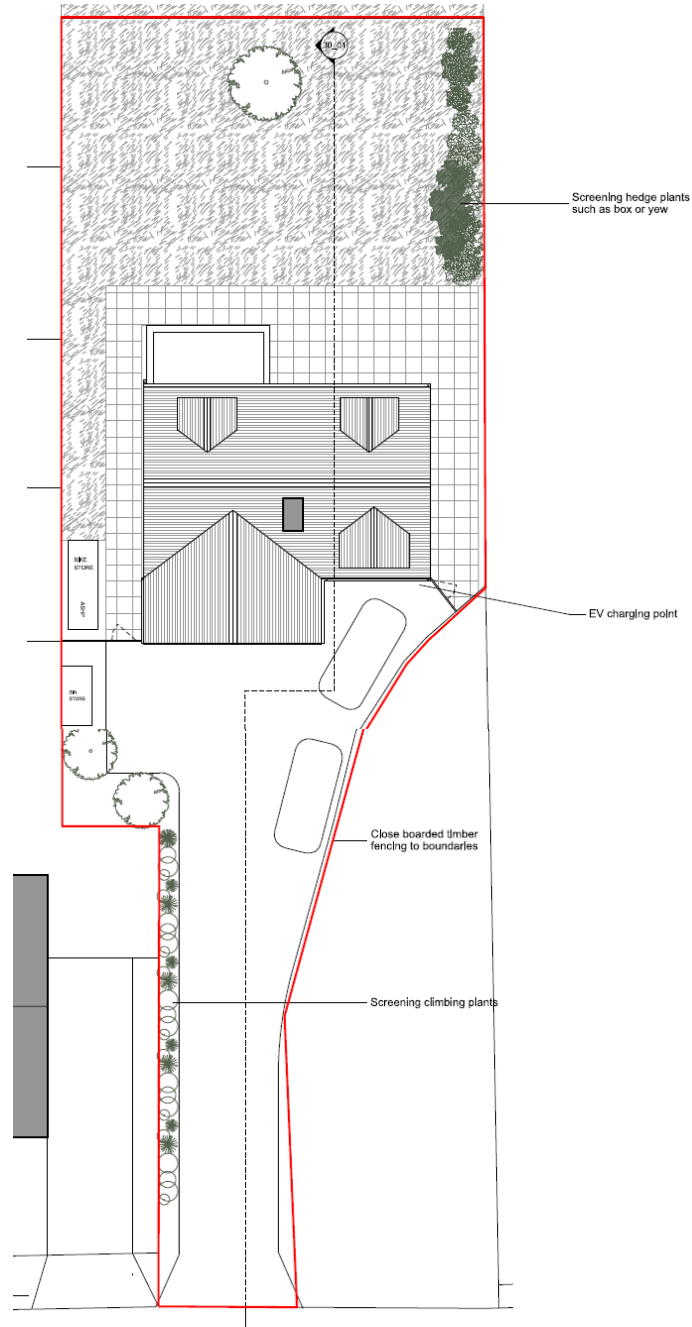 30_01
Screening hedge plants
such as box or yew
BIKE
STORE
ASHP
EV charging point
BIN
STORE
Close boarded timber
fencing to boundaries
Screening climbing plants